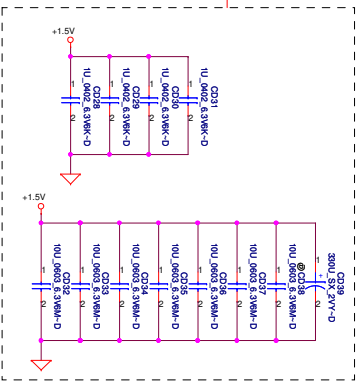 +1.5V
1
2
CD28
1U_0402_6.3V6K~D
1
2
CD29
1U_0402_6.3V6K~D
1
2
CD30
1U_0402_6.3V6K~D
1
2
CD31
1U_0402_6.3V6K~D
+1.5V
1
2
CD32
10U_0603_6.3V6M~D
1
2
CD33
10U_0603_6.3V6M~D
1
2
CD34
10U_0603_6.3V6M~D
1
2
CD35
10U_0603_6.3V6M~D
1
2
CD36
10U_0603_6.3V6M~D
1
2
CD37
10U_0603_6.3V6M~D
1
2
@
CD38
10U_0603_6.3V6M~D
1
+
2
CD39
330U_SX_2VY~D